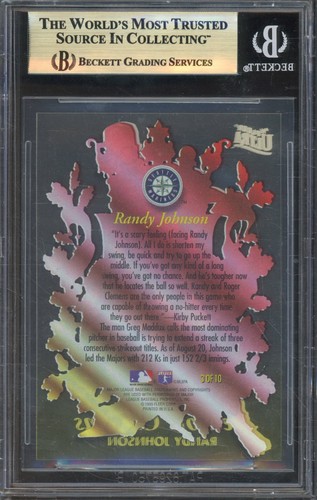 THE WORLD'S MOST TRUSTED
SOURCE IN COLLECTING™
BECKETT GRADING SERVICES
BECKETT
Randy Johnson
"It's a scary feeling (facing Randy
Johnson). All I do is shorten my
swing, be quick and try to go up the
middle. If you've got any kind of a long
swing, you've got no chance. And he's tougher now
that he locates the ball so well. Randy and Roger
Clemens are the only people in this game who
are capable of throwing a no-hitter every time
they go out there."—Kirby Puckett
The man Greg Maddux calls the most dominating
pitcher in baseball is trying to extend a streak of three
consecutive strikeout titles. As of August 20, Johnson
led the Majors with 212 Ks in just 152 2/3 innings.
7 OF 10
PRINTED IN U.S.A.
RANDY JOHNSON